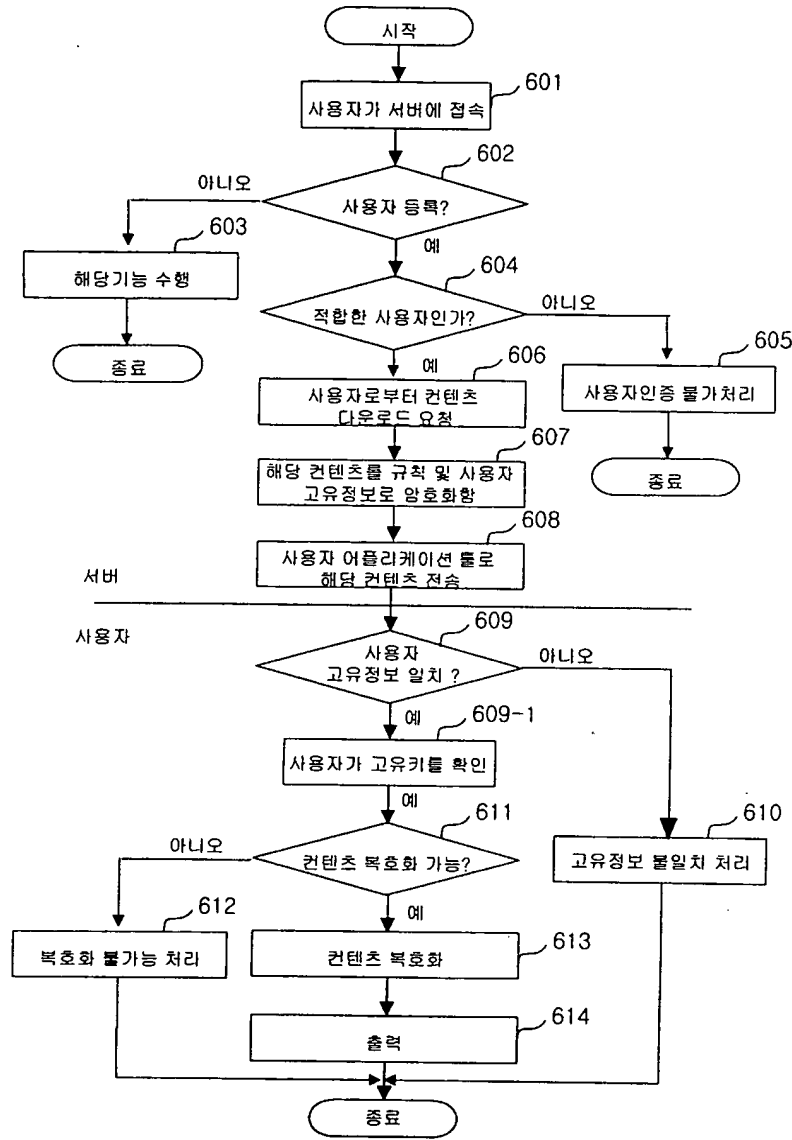 시작
601
사용자가 서버에 접속
602
아니오
사용자 등록?
603
예
해당기능 수행
604
아니오
적합한 사용자인가?
종료
605
예
606
사용자로부터 컨텐츠
다운로드 요청
사용자인증 불가처리
607
해당 컨텐츠를 규칙 및 사용자
고유정보로 암호화함
종료
608
사용자 어플리케이션 툴로
해당 컨텐츠 전송
서버
사용자
609
사용자
고유정보 일치 ?
아니오
예
609-1
사용자가 고유키를 확인
예
611
610
아니오
컨텐츠 복호화 가능?
고유정보 불일치 처리
612
예
613
복호화 불가능 처리
컨텐츠 복호화
614
출력
종료